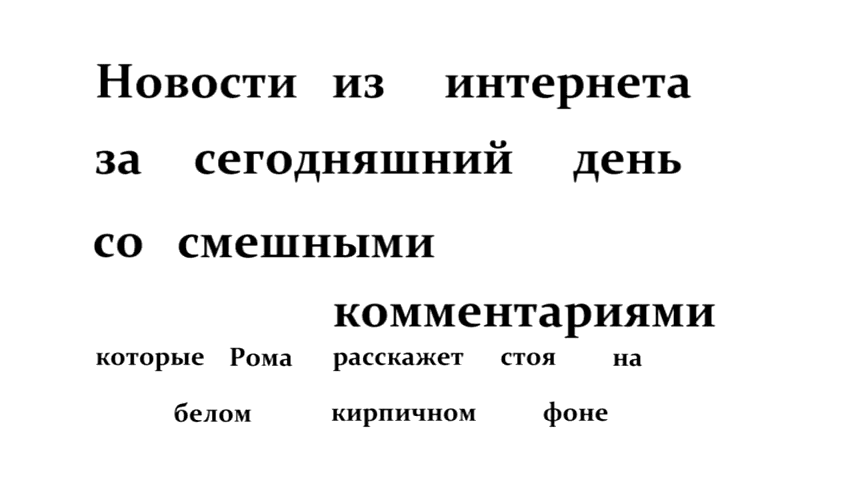 Новости из интернета
за сегодняшний день
со смешными
комментариями
которые Рома расскажет стоя на
белом кирпичном фоне